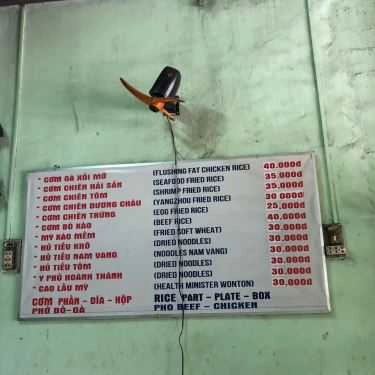 - CƠM GÀ XỐI MỠ (FLUSHING FAT CHICKEN RICE) 40.000đ
- CƠM CHIÊN HẢI SẢN (SEAFOOD FRIED RICE) 35.000đ
- CƠM CHIÊN TÔM (SHRIMP FRIED RICE) 35.000đ
- CƠM CHIÊN DƯƠNG CHÂU (YANGZHOU FRIED RICE) 30.000đ
- CƠM CHIÊN TRỨNG (EGG FRIED RICE) 25.000đ
- CƠM BÒ XÀO (BEEF RICE) 40.000đ
- MỲ XÀO MỀM (FRIED SOFT WHEAT) 30.000đ
- HỦ TIẾU KHÔ (DRIED NOODLES) 30.000đ
- HỦ TIẾU NAM VANG (NOODLES NAM VANG) 30.000đ
- HỦ TIẾU TÔM (DRIED NOODLES) 30.000đ
- Y PHỦ HOÀNH THÁNH (DRIED NOODLES) 30.000đ
- CAO LẦU MỲ (HEALTH MINISTER WONTON) 30.000đ
CƠM PHẦN - DĨA - HỘP RICE PART - PLATE - BOX
PHỞ BÒ-GÀ PHO BEEF - CHICKEN